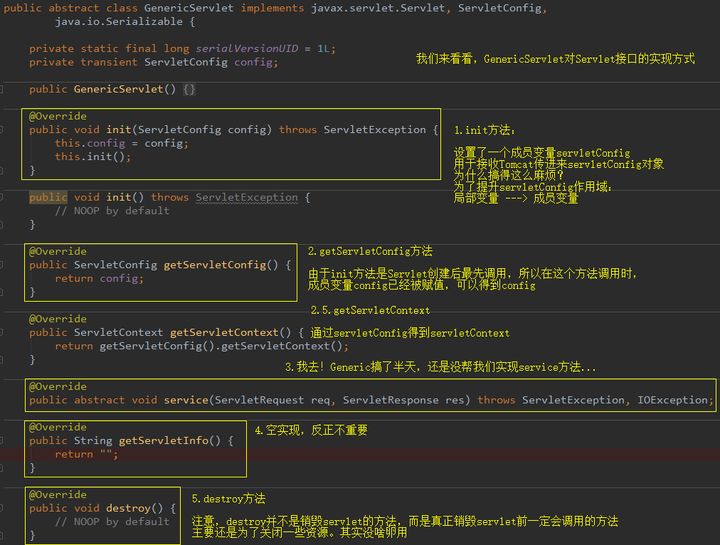 public abstract class GenericServlet implements javax.servlet.Servlet, ServletConfig,
java.io.Serializable {
private static final long serialVersionUID = 1L;
private transient ServletConfig config;
我们来看看，GenericServlet对Servlet接口的实现方式
public GenericServlet() {}
@Override
public void init(ServletConfig config) throws ServletException {
this.config = config;
this.init();
}
1.init方法：
设置了一个成员变量servletConfig
用于接收Tomcat传进来servletConfig对象
为什么搞得这么麻烦？
为了提升servletConfig作用域：
局部变量 ---> 成员变量
public void init() throws ServletException {
// NOOP by default
}
@Override
public ServletConfig getServletConfig() {
return config;
}
2.getServletConfig方法
由于init方法是Servlet创建后最先调用，所以在这个方法调用时，
成员变量config已经被赋值，可以得到config
2.5.getServletContext
@Override
public ServletContext getServletContext() { 通过servletConfig得到servletContext
return getServletConfig().getServletContext();
}
3.我去！Generic搞了半天，还是没帮我们实现service方法...
@Override
public abstract void service(ServletRequest req, ServletResponse res) throws ServletException, IOException;
@Override
public String getServletInfo() {
return "";
}
4.空实现，反正不重要
@Override
public void destroy() {
// NOOP by default
}
5.destroy方法
注意，destroy并不是销毁servlet的方法，而是真正销毁servlet前一定会调用的方法
主要还是为了关闭一些资源。其实没啥卵用